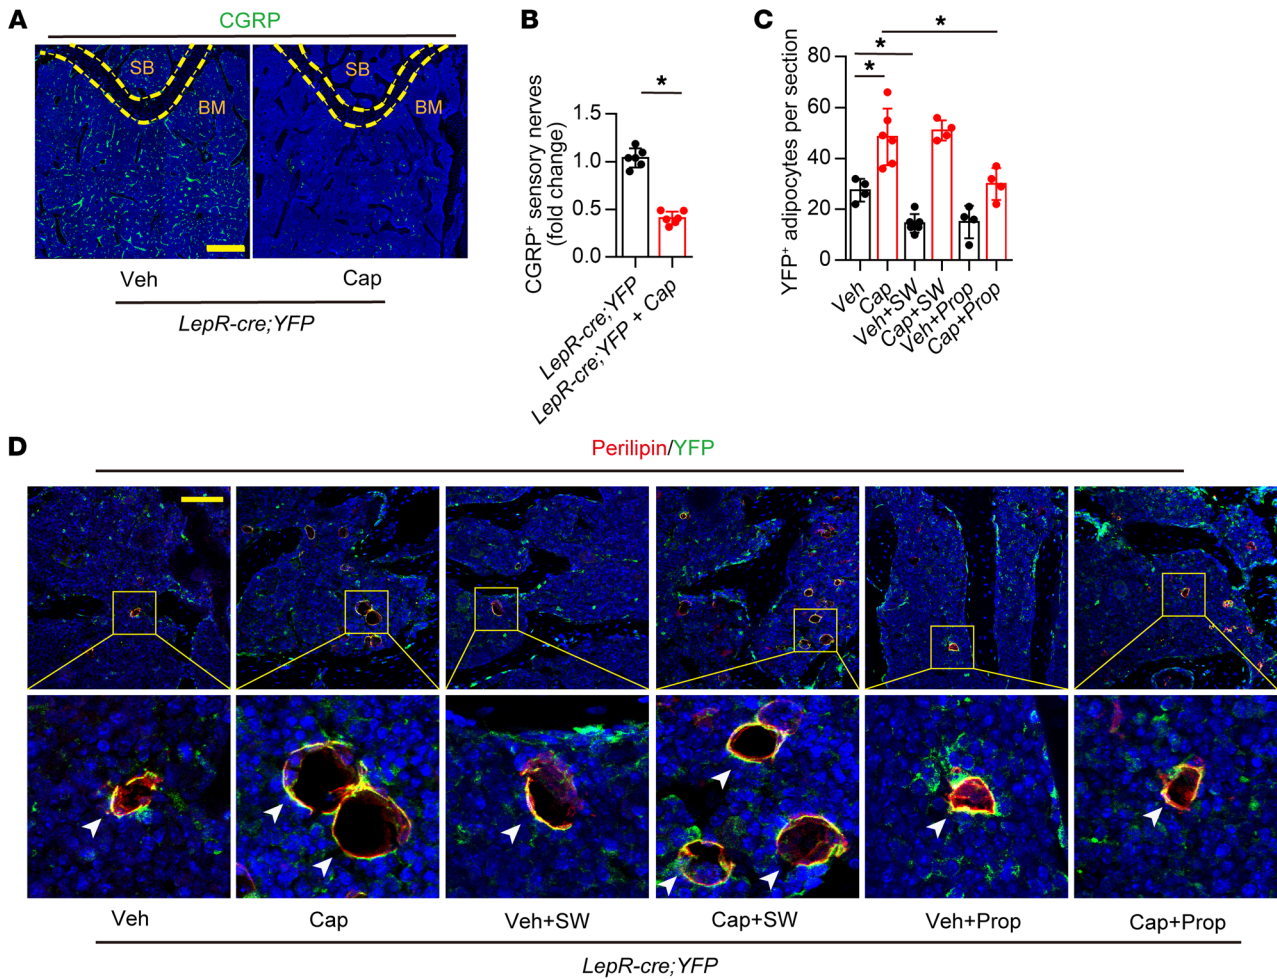 A
CGRP
SB
BM
SB
BM
Veh
Cap
LepR-cre;YFP
B
CGRP+ sensory nerves
(fold change)
*
1.5
1.0
0.5
0.0
LepR-cre;YFP
LepR-cre;YFP + Cap
C
YFP+ adipocytes per section
*
*
*
80
60
40
20
0
Veh
Cap
Veh+SW
Cap+SW
Veh+Prop
Cap+Prop
D
Perilipin/YFP
Veh
Cap
Veh+SW
Cap+SW
Veh+Prop
Cap+Prop
LepR-cre;YFP